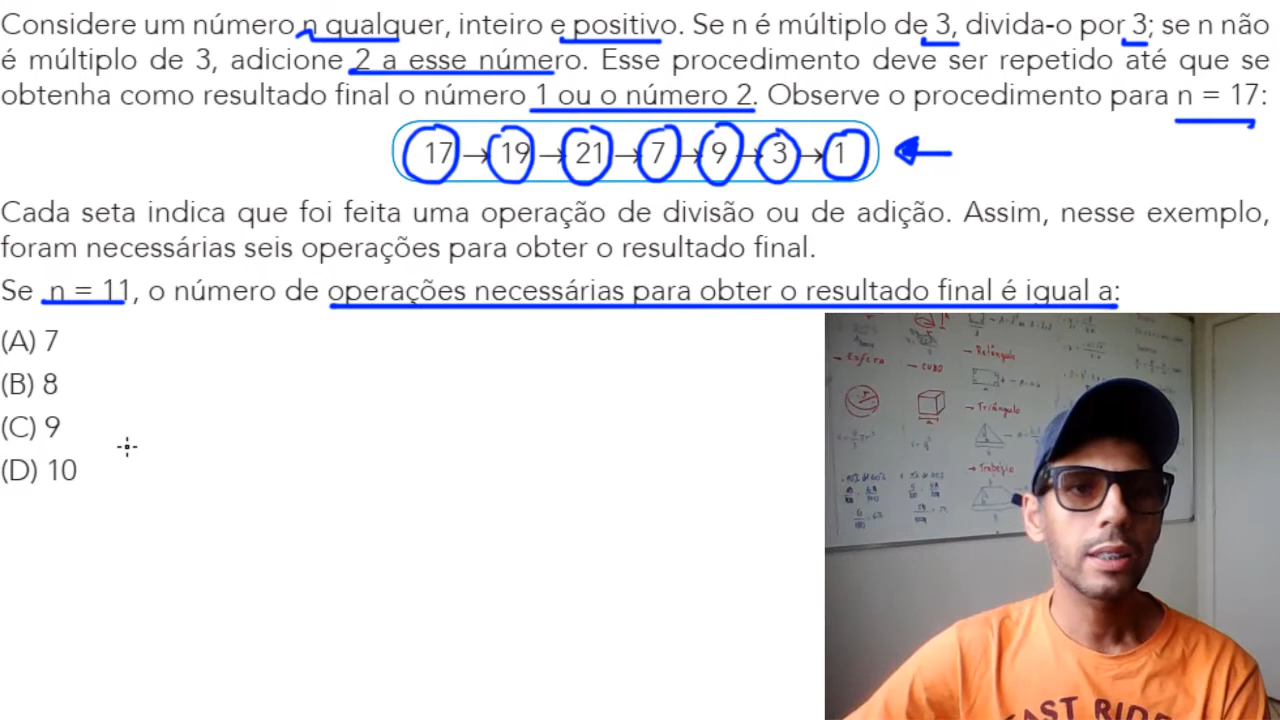 Considere um número n qualquer, inteiro e positivo. Se n é múltiplo de 3, divida-o por 3; se n não
é múltiplo de 3, adicione 2 a esse número. Esse procedimento deve ser repetido até que se
obtenha como resultado final o número 1 ou o número 2. Observe o procedimento para n = 17:
17→19→21→7→9→3→1
Cada seta indica que foi feita uma operação de divisão ou de adição. Assim, nesse exemplo,
foram necessárias seis operações para obter o resultado final.
Se n = 11, o número de operações necessárias para obter o resultado final é igual a:
(A) 7
(B) 8
(C) 9
(D) 10
→ Esfera
→ CUBO
→ Retângulo
→ Triângulo
→ Trapézio